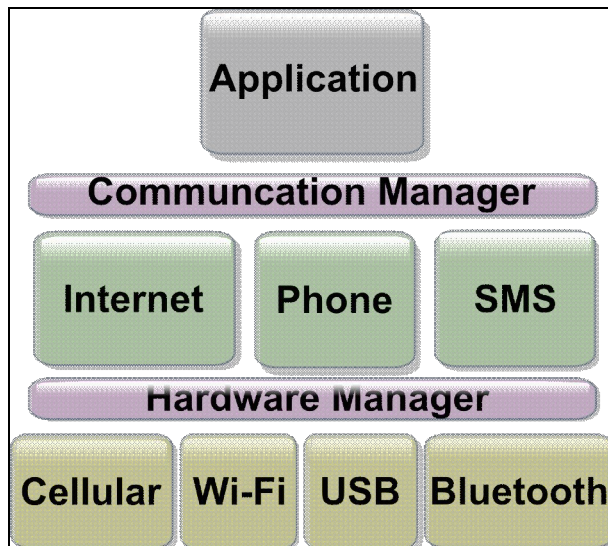 Application
Communcation Manager
Internet Phone SMS
Hardware Manager
Cellular Wi-Fi USB Bluetooth